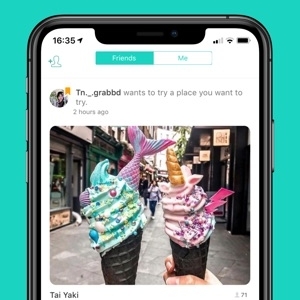 16:35
Friends
Me
Tn._.grabbd wants to try a place you want to
try.
2 hours ago
Tai Yaki
71